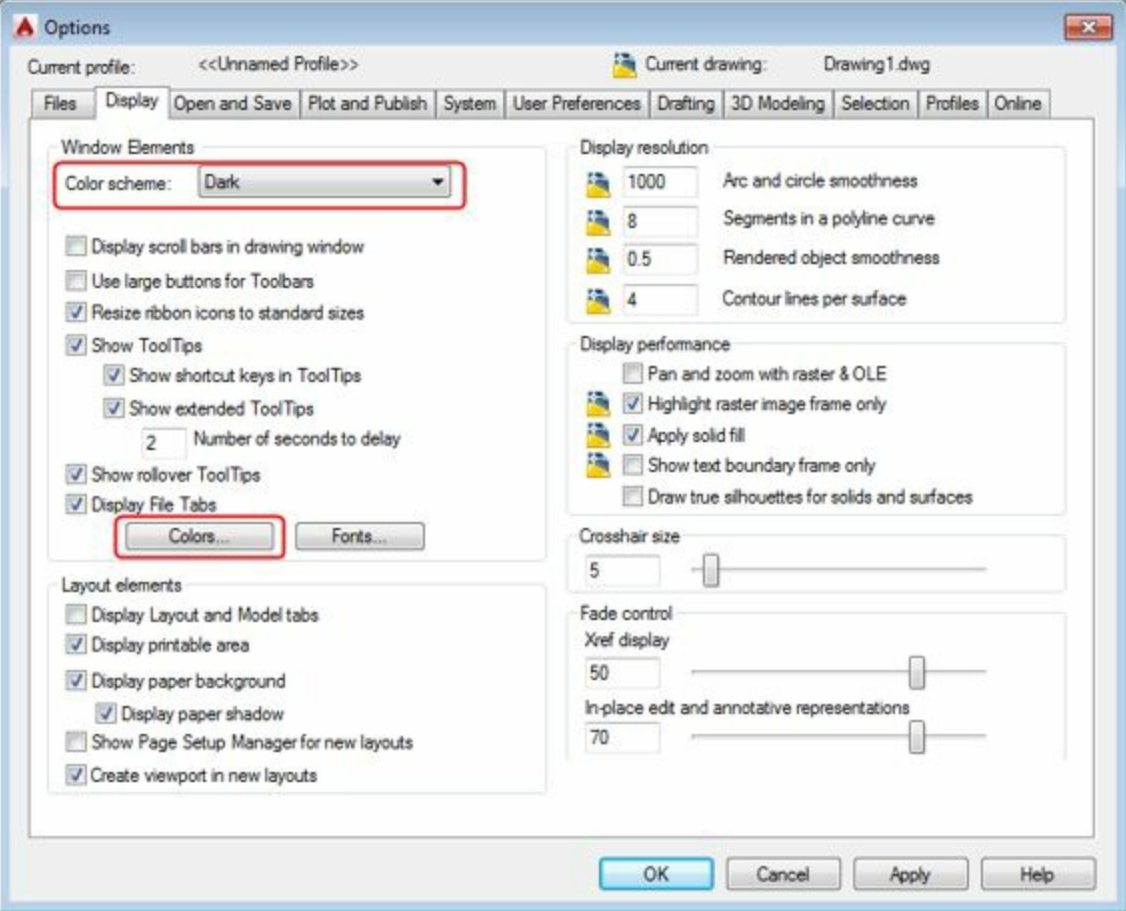 Options
Current profile: <<Unnamed Profile>> Current drawing: Drawing1.dwg
Files Display Open and Save Plot and Publish System User Preferences Drafting 3D Modeling Selection Profiles Online
Window Elements
Color scheme: Dark
Display scroll bars in drawing window
Use large buttons for Toolbars
Resize ribbon icons to standard sizes
Show ToolTips
Show shortcut keys in ToolTips
Show extended ToolTips
2 Number of seconds to delay
Show rollover ToolTips
Display File Tabs
Colors... Fonts...
Layout elements
Display Layout and Model tabs
Display printable area
Display paper background
Display paper shadow
Show Page Setup Manager for new layouts
Create viewport in new layouts
Display resolution
1000 Arc and circle smoothness
8 Segments in a polyline curve
0.5 Rendered object smoothness
4 Contour lines per surface
Display performance
Pan and zoom with raster & OLE
Highlight raster image frame only
Apply solid fill
Show text boundary frame only
Draw true silhouettes for solids and surfaces
Crosshair size
5
Fade control
Xref display
50
In-place edit and annotative representations
70
OK Cancel Apply Help